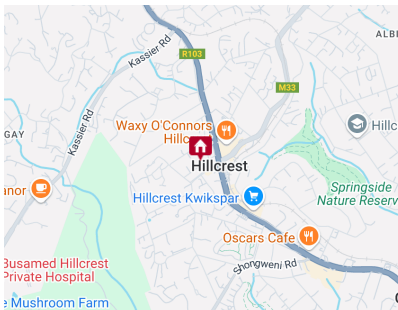 ALB
Kassier Rd
R103
M33
Kassier Rd
Waxy O'Connors
Hillc
Hillc
GAY
Hillcrest
anor
Hillcrest Kwikspar
Springside
Nature Reserv
Oscars Cafe
Shongweni Rd
Busamed Hillcrest
Private Hospital
e Mushroom Farm